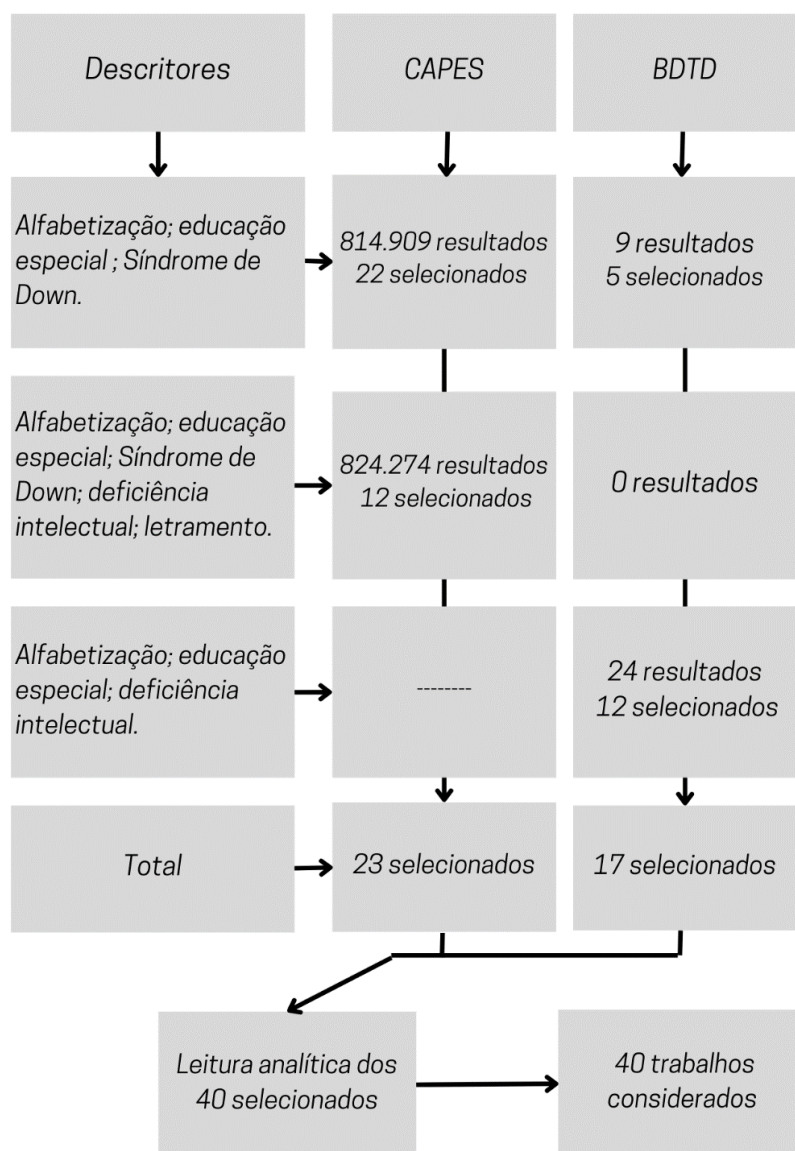 Descritores
CAPES
BDTD
Alfabetização; educação
especial ; Síndrome de
Down.
814.909 resultados
22 selecionados
9 resultados
5 selecionados
Alfabetização; educação
especial; Síndrome de
Down; deficiência
intelectual; letramento.
824.274 resultados
12 selecionados
0 resultados
Alfabetização; educação
especial; deficiência
intelectual.
--------
24 resultados
12 selecionados
Total
23 selecionados
17 selecionados
Leitura analítica dos
40 selecionados
40 trabalhos
considerados